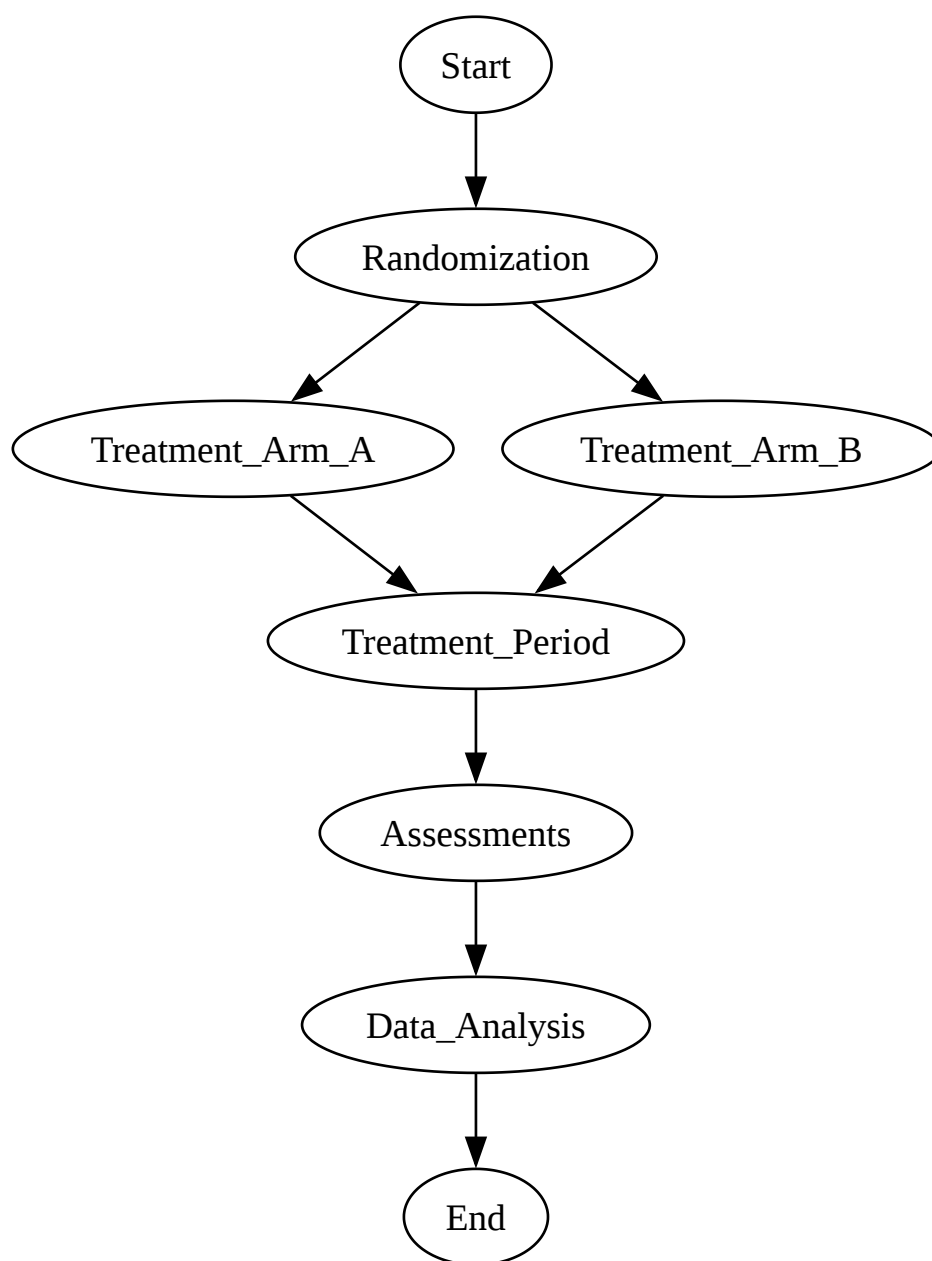 Start
Randomization
Treatment_Arm_A
Treatment_Arm_B
Treatment_Period
Assessments
Data_Analysis
End